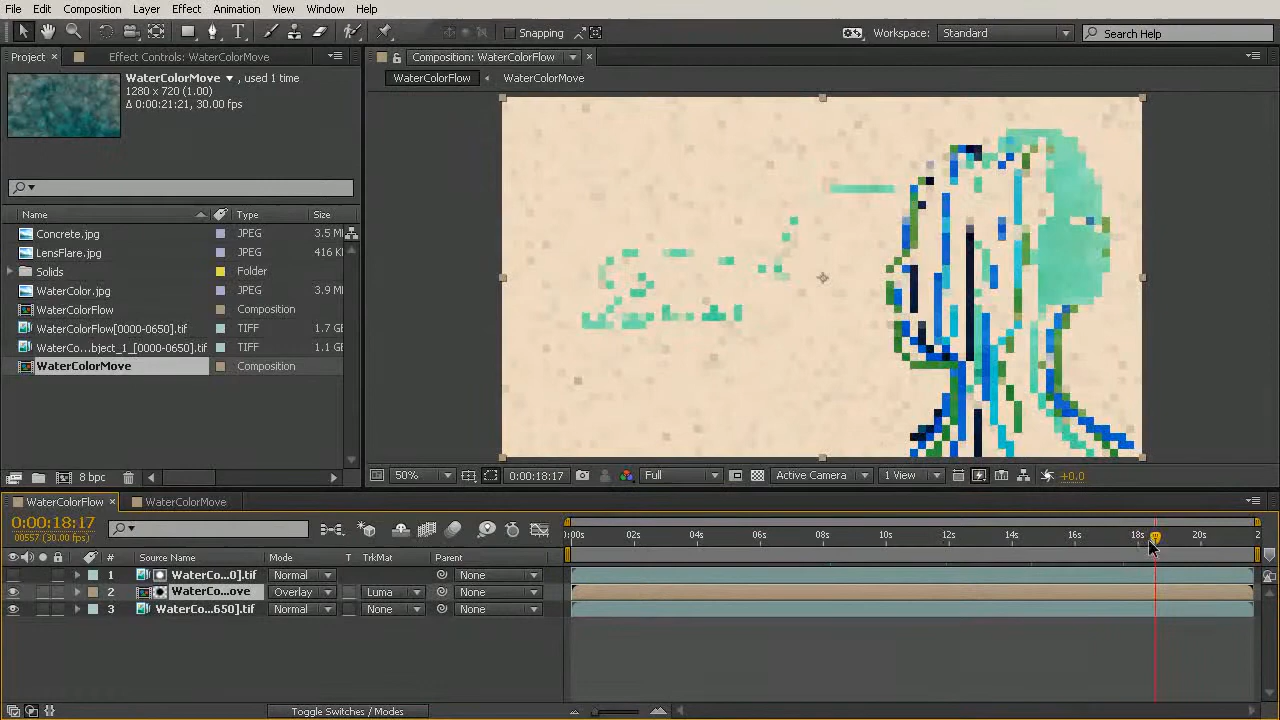 File Edit Composition Layer Effect Animation View Window Help
Snapping Workspace: Standard Search Help
Project × Effect Controls: WaterColorMove Composition: WaterColorFlow ×
WaterColorFlow WaterColorMove
WaterColorMove ▼ , used 1 time
1280 x 720 (1.00)
Δ 0:00:21:21, 30.00 fps
Name Type Size
Concrete.jpg JPEG 3.5 M
LensFlare.jpg JPEG 416 K
Solids Folder
WaterColor.jpg JPEG 3.9 M
WaterColorFlow Composition
WaterColorFlow[0000-0650].tif TIFF 1.7 GE
WaterCo...bject_1_[0000-0650].tif TIFF 1.1 GE
WaterColorMove Composition
8 bpc 50% 0:00:18:17 Full Active Camera 1 View +0.0
WaterColorFlow × WaterColorMove
0:00:18:17
00557 (30.00 fps)
:00s 02s 04s 06s 08s 10s 12s 14s 16s 18s 20s 2
# Source Name Mode T TrkMat Parent
1 WaterCo...0].tif Normal None
2 WaterCo...ove Overlay Luma None
3 WaterCo...650].tif Normal None None
Toggle Switches / Modes